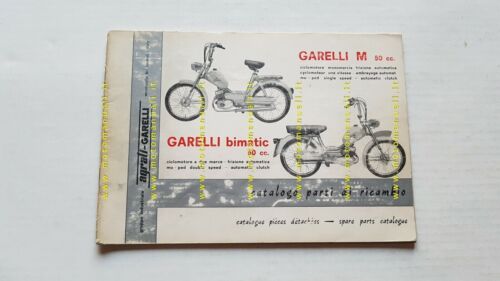 GARELLI M 50 cc.
ciclomotore monomarcia frizione automatica
cyclomoteur une vitesse - embrayage automat.
mo-ped single speed - automatic clutch
GARELLI bimatic
50 cc.
ciclomotore a due marce - frizione automatica
mo-ped double speed - automatic clutch
agrati-GARELLI
catalogo parti di ricambio
catalogue pièces détachées — spare parts catalogue